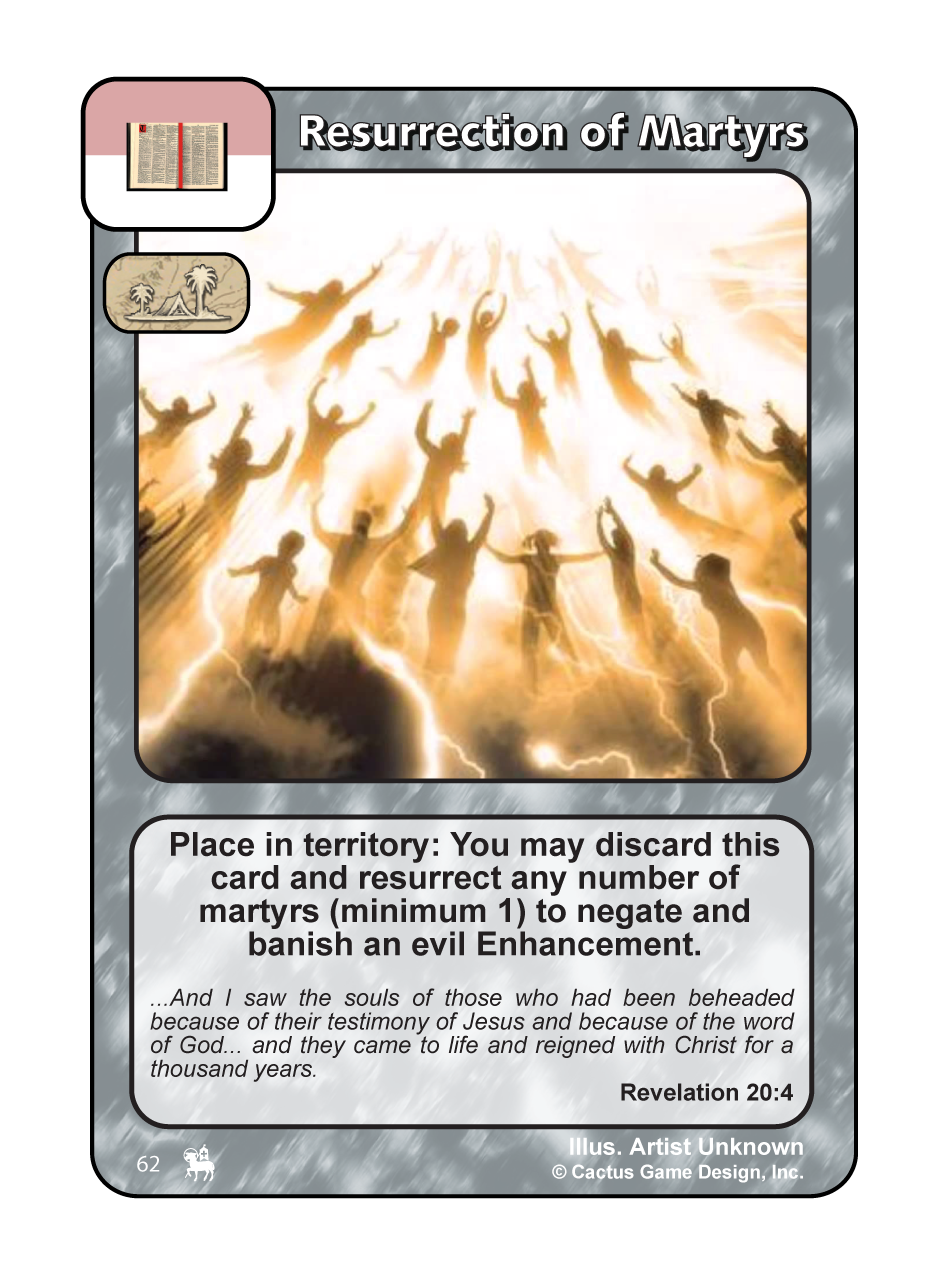 Resurrection of Martyrs
Place in territory: You may discard this
card and resurrect any number of
martyrs (minimum 1) to negate and
banish an evil Enhancement.
...And I saw the souls of those who had been beheaded
because of their testimony of Jesus and because of the word
of God... and they came to life and reigned with Christ for a
thousand years.
Revelation 20:4
62
Illus. Artist Unknown
© Cactus Game Design, Inc.